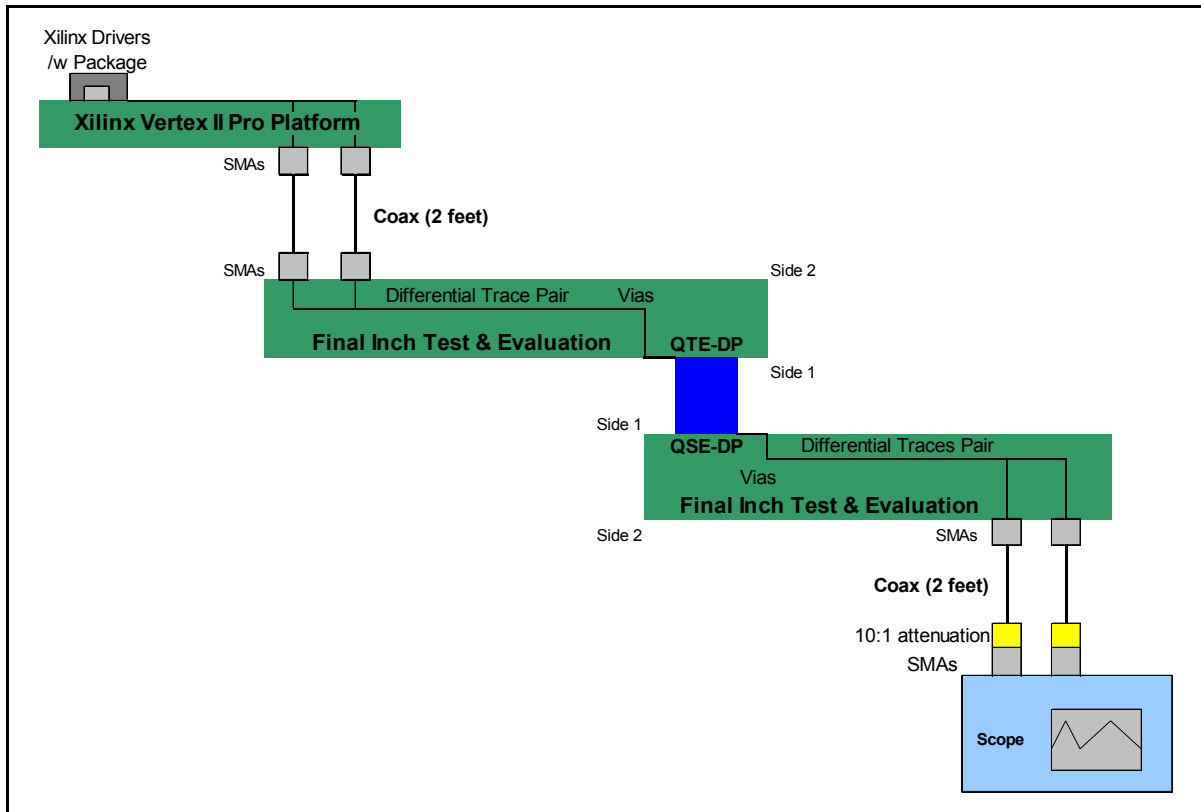 Xilinx Drivers
/w Package
Xilinx Vertex II Pro Platform
SMAs
Coax (2 feet)
SMAs
Side 2
Differential Trace Pair
Vias
Final Inch Test & Evaluation
QTE-DP
Side 1
Side 1
QSE-DP
Differential Traces Pair
Vias
Final Inch Test & Evaluation
Side 2
SMAs
Coax (2 feet)
10:1 attenuation
SMAs
Scope